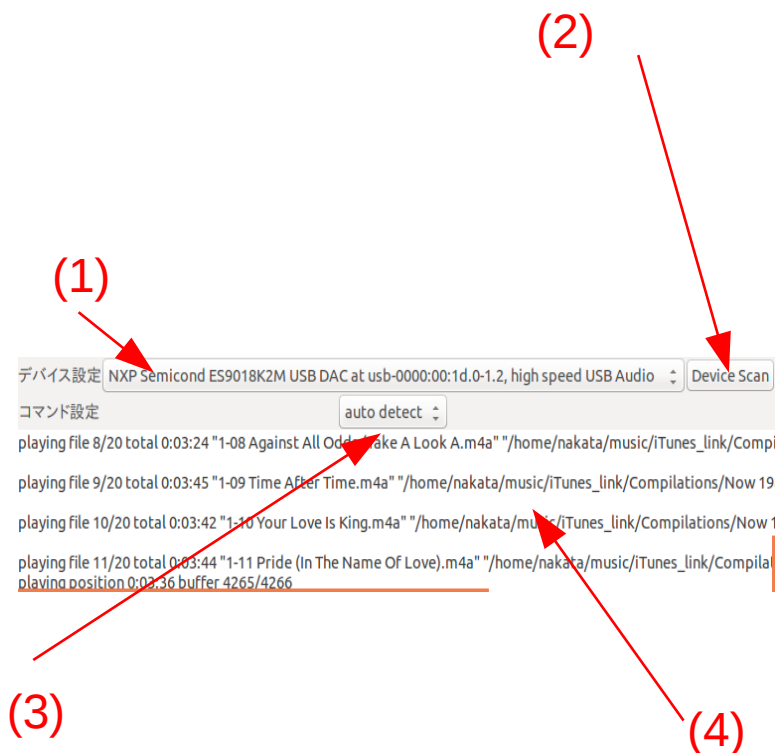 (2)
(1)
デバイス設定 NXP Semicond ES9018K2M USB DAC at usb-0000:00:1d.0-1.2, high speed USB Audio Device Scan
コマンド設定 auto detect
playing file 8/20 total 0:03:24 "1-08 Against All Odds Take A Look A.m4a" "/home/nakata/music/iTunes_link/Compi
playing file 9/20 total 0:03:45 "1-09 Time After Time.m4a" "/home/nakata/music/iTunes_link/Compilations/Now 19
playing file 10/20 total 0:03:42 "1-10 Your Love Is King.m4a" "/home/nakata/music/iTunes_link/Compilations/Now 1
playing file 11/20 total 0:03:44 "1-11 Pride (In The Name Of Love).m4a" "/home/nakata/music/iTunes_link/Compilat
playing position 0:03:36 buffer 4265/4266
(3)
(4)